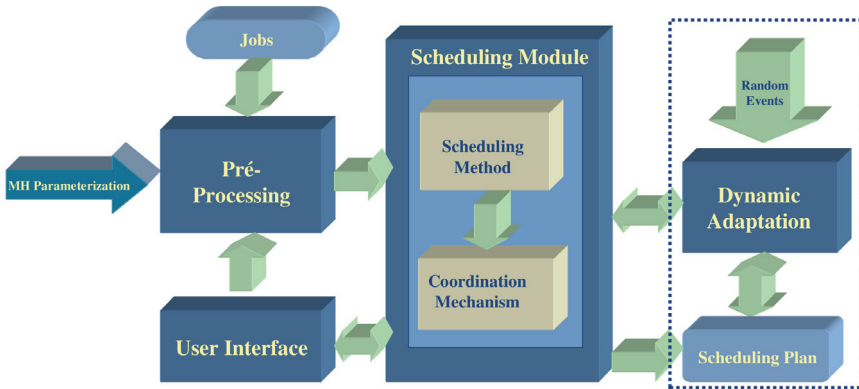 Jobs
Scheduling Module
Random
Events
Scheduling
Method
Pré-
Processing
MH Parameterization
Dynamic
Adaptation
Coordination
Mechanism
User Interface
Scheduling Plan